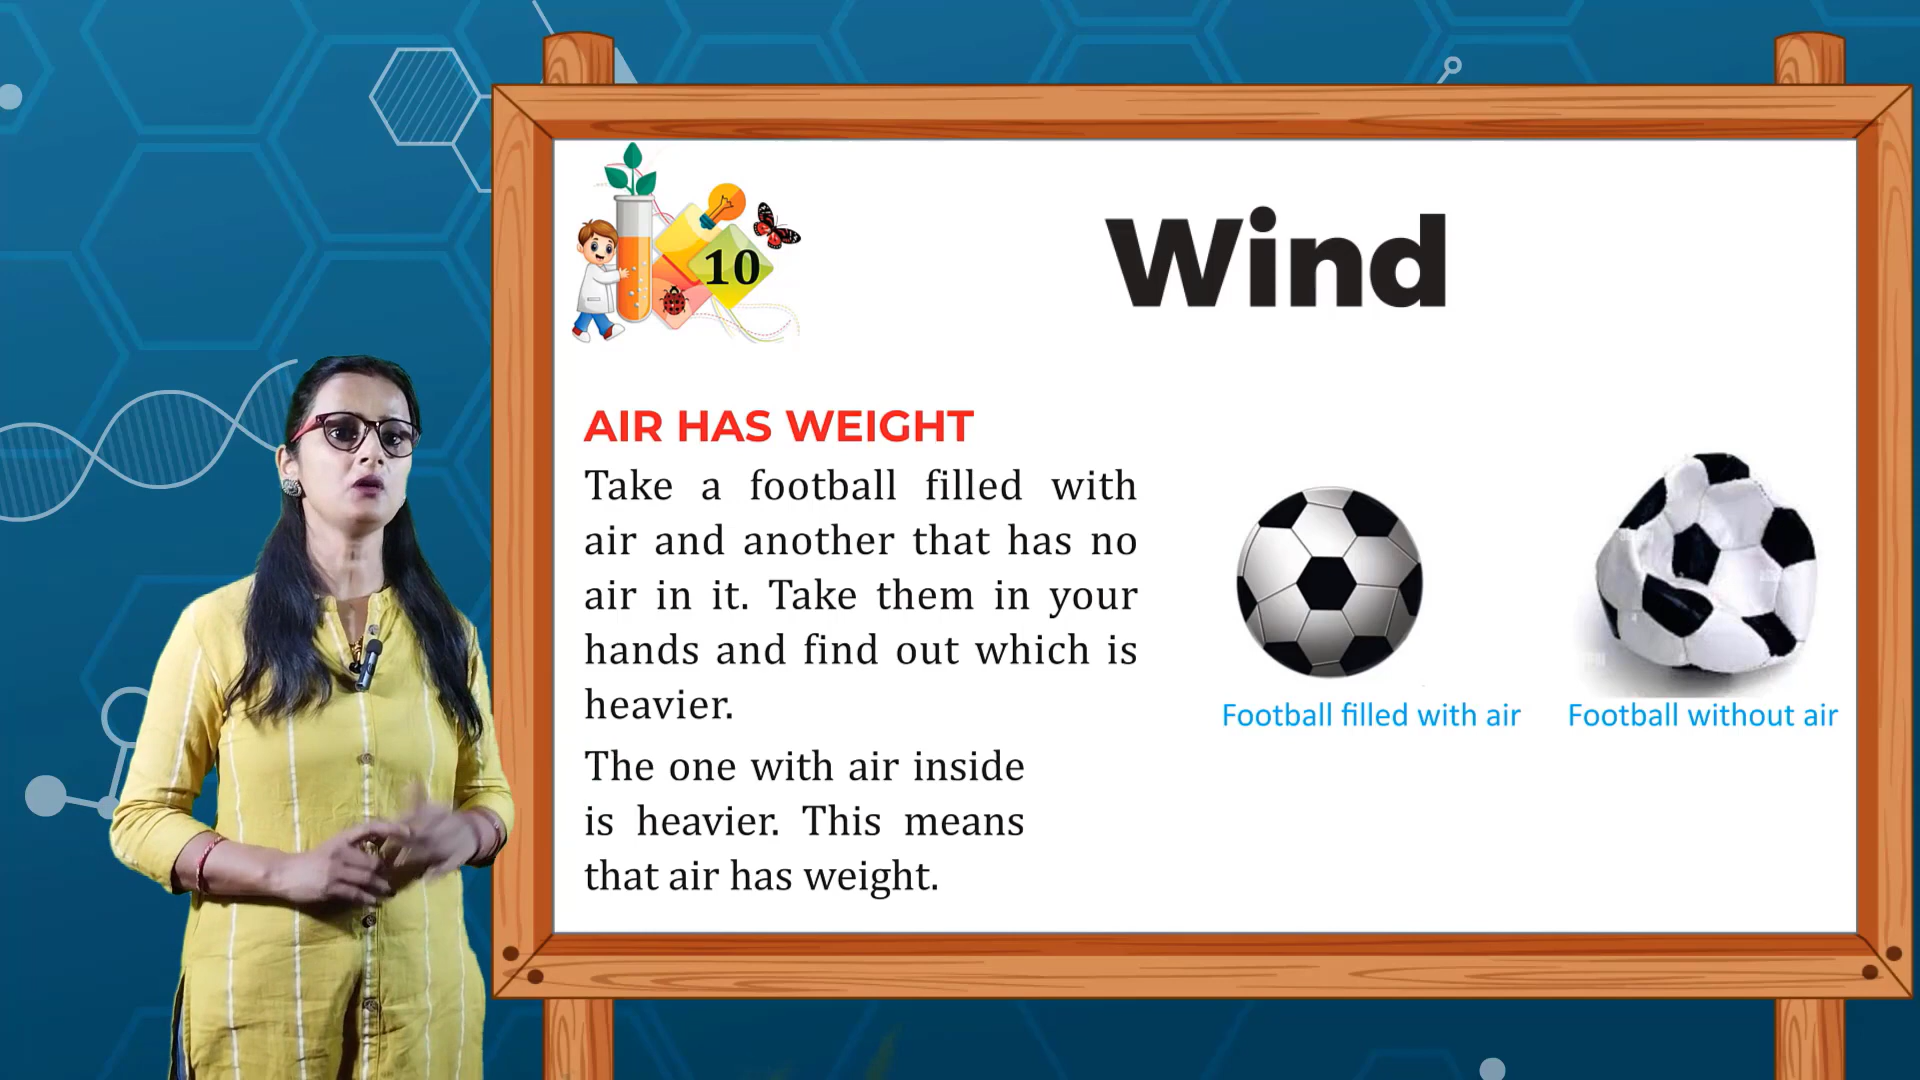 10
Wind
AIR HAS WEIGHT
Take a football filled with
air and another that has no
air in it. Take them in your
hands and find out which is
heavier.
The one with air inside
is heavier. This means
that air has weight.
Football filled with air
Football without air